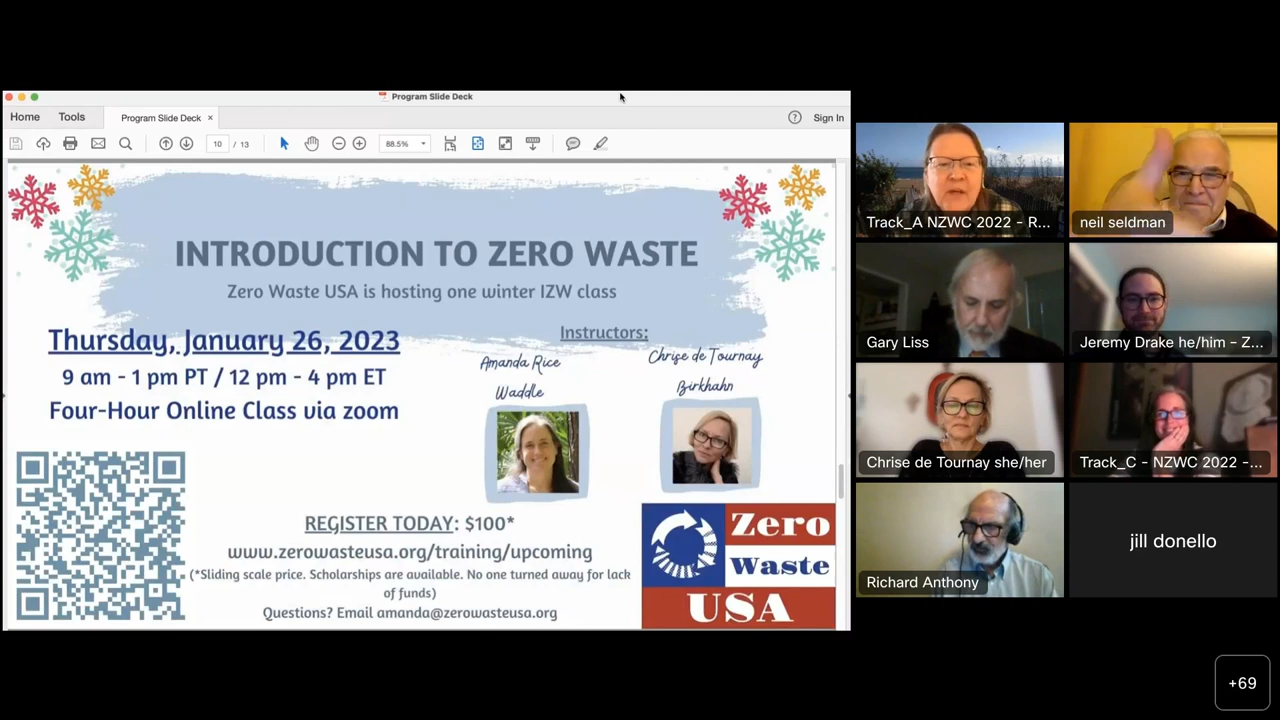 Program Slide Deck
Home
Tools
Program Slide Deck ×
Sign In
10 / 13
88.5%
INTRODUCTION TO ZERO WASTE
Zero Waste USA is hosting one winter IZW class
Thursday, January 26, 2023
9 am - 1 pm PT / 12 pm - 4 pm ET
Four-Hour Online Class via zoom
Instructors:
Amanda Rice
Waddle
Chrise de Tournay
Birkhahn
REGISTER TODAY: $100*
www.zerowasteusa.org/training/upcoming
(*Sliding scale price. Scholarships are available. No one turned away for lack
of funds)
Questions? Email amanda@zerowasteusa.org
Zero
Waste
USA
Track_A NZWC 2022 - R...
neil seldman
Gary Liss
Jeremy Drake he/him - Z...
Chrise de Tournay she/her
Track_C - NZWC 2022 -...
Richard Anthony
jill donello
+69